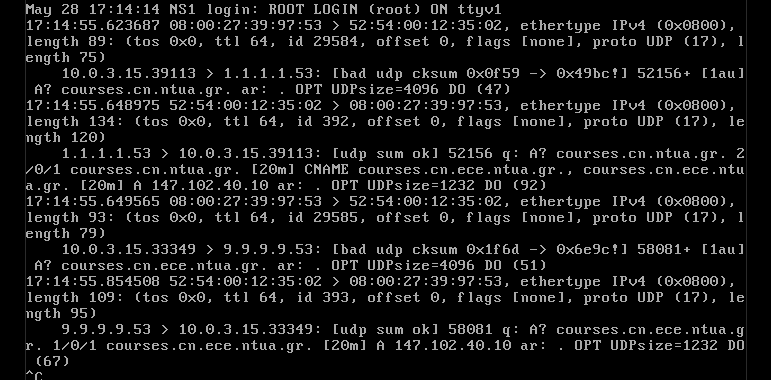 May 28 17:14:14 NS1 login: ROOT LOGIN (root) ON ttyv1
17:14:55.623687 08:00:27:39:97:53 > 52:54:00:12:35:02, ethertype IPv4 (0x0800),
length 89: (tos 0x0, ttl 64, id 29584, offset 0, flags [none], proto UDP (17), l
ength 75)
    10.0.3.15.39113 > 1.1.1.1.53: [bad udp cksum 0x0f59 -> 0x49bc!] 52156+ [1au]
 A? courses.cn.ntua.gr. ar: . OPT UDPsize=4096 DO (47)
17:14:55.648975 52:54:00:12:35:02 > 08:00:27:39:97:53, ethertype IPv4 (0x0800),
length 134: (tos 0x0, ttl 64, id 392, offset 0, flags [none], proto UDP (17), le
ngth 120)
    1.1.1.1.53 > 10.0.3.15.39113: [udp sum ok] 52156 q: A? courses.cn.ntua.gr. 2
/0/1 courses.cn.ntua.gr. [20m] CNAME courses.cn.ece.ntua.gr., courses.cn.ece.ntu
a.gr. [20m] A 147.102.40.10 ar: . OPT UDPsize=1232 DO (92)
17:14:55.649565 08:00:27:39:97:53 > 52:54:00:12:35:02, ethertype IPv4 (0x0800),
length 93: (tos 0x0, ttl 64, id 29585, offset 0, flags [none], proto UDP (17), l
ength 79)
    10.0.3.15.33349 > 9.9.9.9.53: [bad udp cksum 0x1f6d -> 0x6e9c!] 58081+ [1au]
 A? courses.cn.ece.ntua.gr. ar: . OPT UDPsize=4096 DO (51)
17:14:55.854508 52:54:00:12:35:02 > 08:00:27:39:97:53, ethertype IPv4 (0x0800),
length 109: (tos 0x0, ttl 64, id 393, offset 0, flags [none], proto UDP (17), le
ngth 95)
    9.9.9.9.53 > 10.0.3.15.33349: [udp sum ok] 58081 q: A? courses.cn.ece.ntua.g
r. 1/0/1 courses.cn.ece.ntua.gr. [20m] A 147.102.40.10 ar: . OPT UDPsize=1232 DO
 (67)
^C